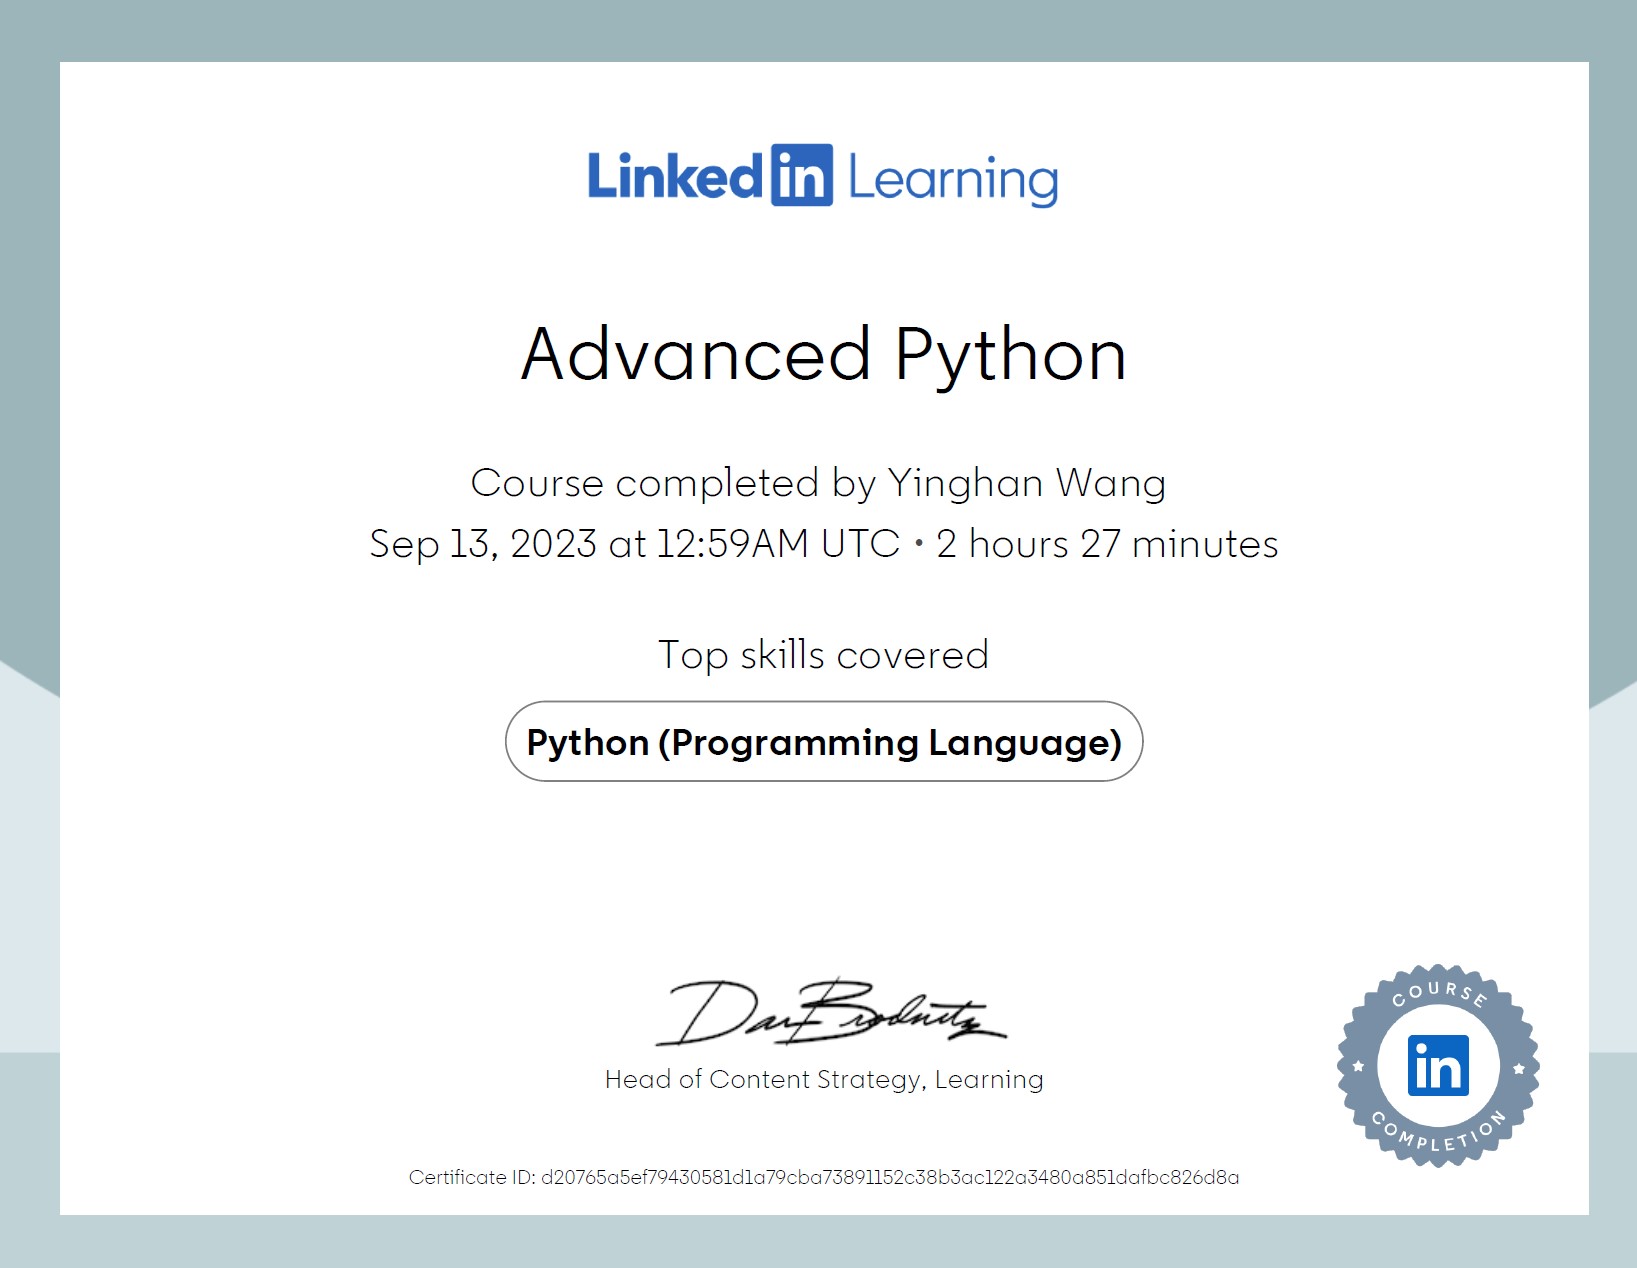 Linked in Learning
Advanced Python
Course completed by Yinghan Wang
Sep 13, 2023 at 12:59AM UTC • 2 hours 27 minutes
Top skills covered
Python (Programming Language)
Dan Brodnitz
Head of Content Strategy, Learning
COURSE
in
COMPLETION
Certificate ID: d20765a5ef79430581d1a79cba73891152c38b3ac122a3480a851dafbc826d8a